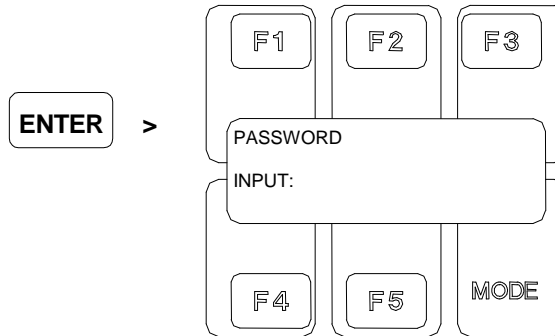 F1 F2 F3
ENTER >
PASSWORD
INPUT:
F4 F5 MODE